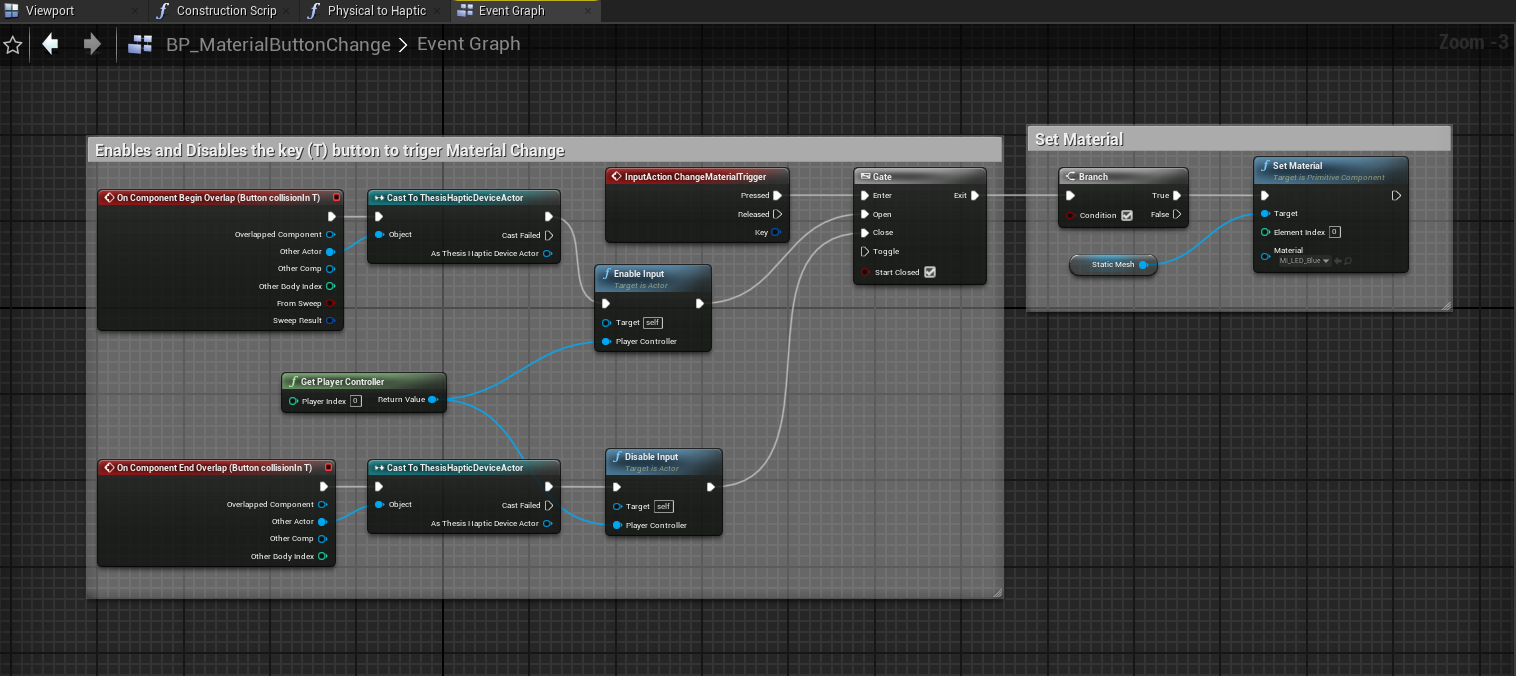 Viewport
Construction Scrip
Physical to Haptic
Event Graph
BP_MaterialButtonChange > Event Graph
Zoom -3
Enables and Disables the key (T) button to triger Material Change
On Component Begin Overlap (Button collisionIn T)
Overlapped Component
Other Actor
Other Comp
Other Body Index
From Sweep
Sweep Result
Cast To ThesisHapticDeviceActor
Object
Cast Failed
As Thesis Haptic Device Actor
InputAction ChangeMaterialTrigger
Pressed
Released
Key
Enable Input
Target is Actor
Target self
Player Controller
Gate
Enter
Exit
Open
Close
Toggle
Start Closed
Get Player Controller
Player Index 0
Return Value
On Component End Overlap (Button collisionIn T)
Overlapped Component
Other Actor
Other Comp
Other Body Index
Cast To ThesisHapticDeviceActor
Object
Cast Failed
As Thesis Haptic Device Actor
Disable Input
Target is Actor
Target self
Player Controller
Set Material
Branch
True
Condition
False
Static Mesh
Set Material
Target is Primitive Component
Target
Element Index 0
Material
MI_LED_Blue